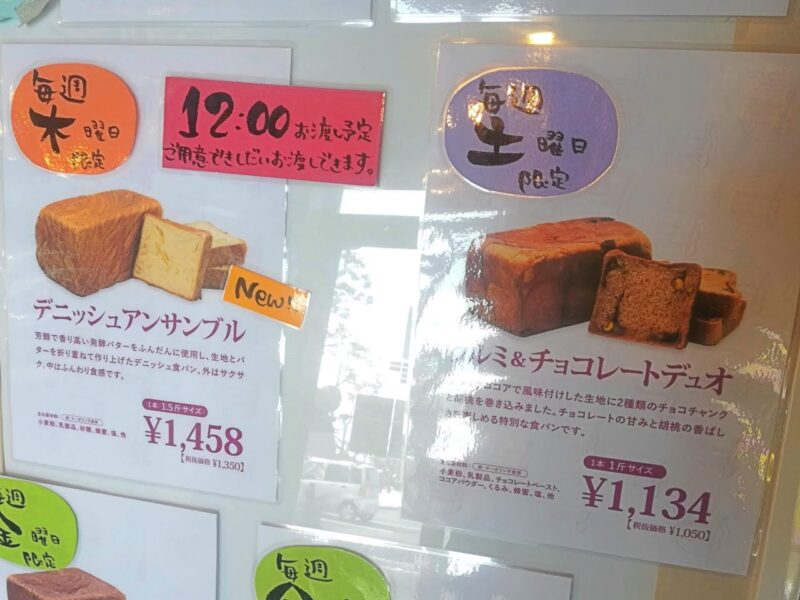 毎週
木曜日
限定
12:00お渡し予定
ご用意できしだいお渡しできます。
New!!
デニッシュアンサンブル
芳醇で香り高い発酵バターをふんだんに使用し、生地とバ
ターを折り重ねて作り上げたデニッシュ食パン。外はサクサ
ク、中はふんわり食感です。
1本 1.5斤サイズ
¥1,458
【税抜価格 ¥1,350】
小麦粉、乳製品、砂糖、蜂蜜、塩、他
毎週
土曜日
限定
ルミ&チョコレートデュオ
ココアで風味付けした生地に2種類のチョコチャンク
と胡桃を巻き込みました。チョコレートの甘みと胡桃の香ばし
さを楽しめる特別な食パンです。
1本 1斤サイズ
¥1,134
【税抜価格 ¥1,050】
小麦粉、乳製品、チョコレートペースト、
ココアパウダー、くるみ、蜂蜜、塩、他
毎週
金曜日
限定
毎週